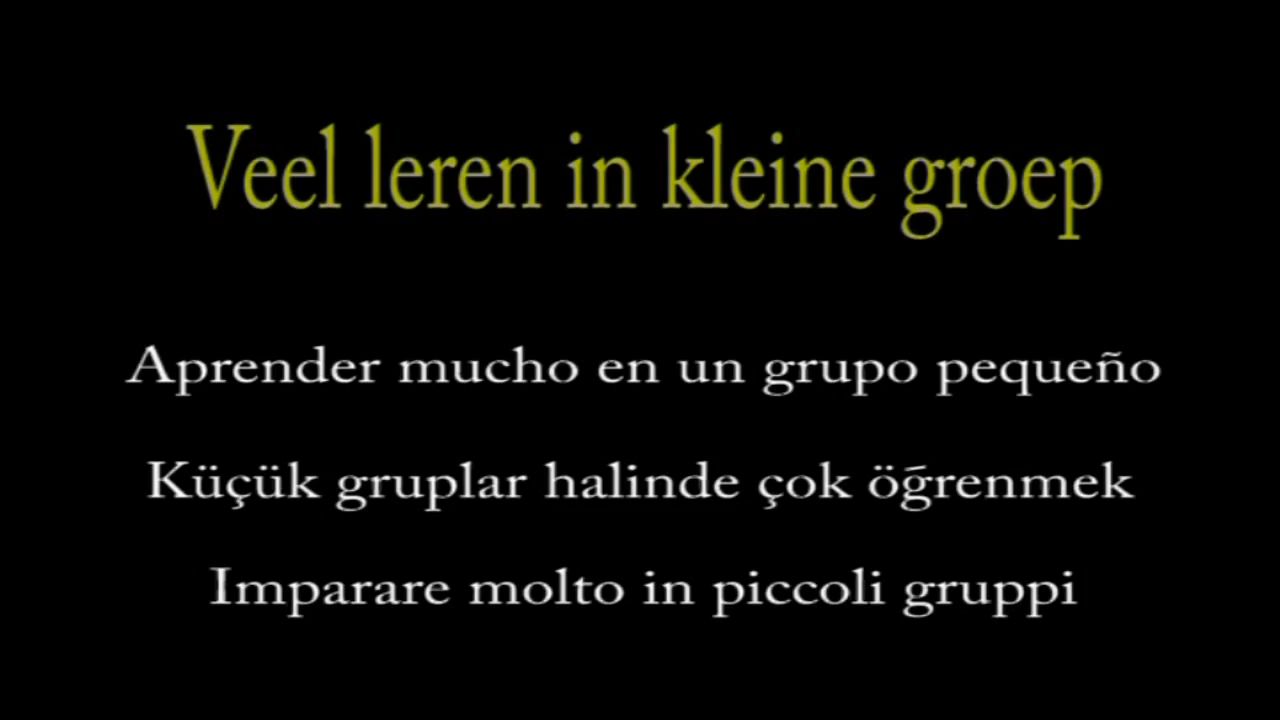 Veel leren in kleine groep
Aprender mucho en un grupo pequeño
Küçük gruplar halinde çok öǵrenmek
Imparare molto in piccoli gruppi